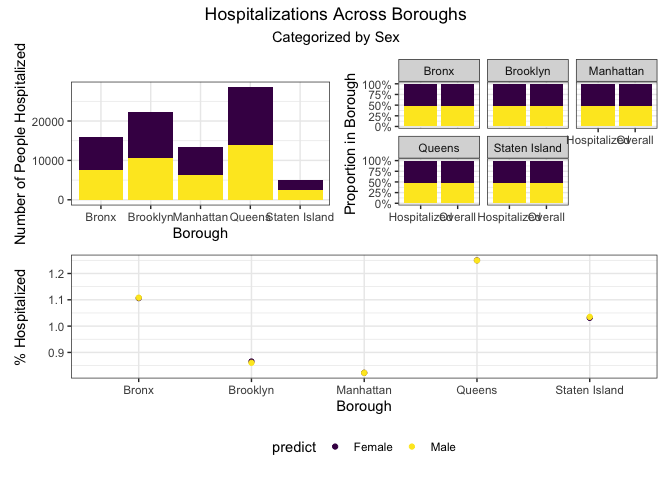 Hospitalizations Across Boroughs
Categorized by Sex
Number of People Hospitalized
20000
10000
0
Bronx Brooklyn Manhattan Queens Staten Island
Borough
Proportion in Borough
Bronx Brooklyn Manhattan
100%
75%
50%
25%
0%
Hospitalized Overall
Queens Staten Island
100%
75%
50%
25%
0%
Hospitalized Overall Hospitalized Overall
% Hospitalized
1.2
1.1
1.0
0.9
Bronx Brooklyn Manhattan Queens Staten Island
Borough
predict Female Male